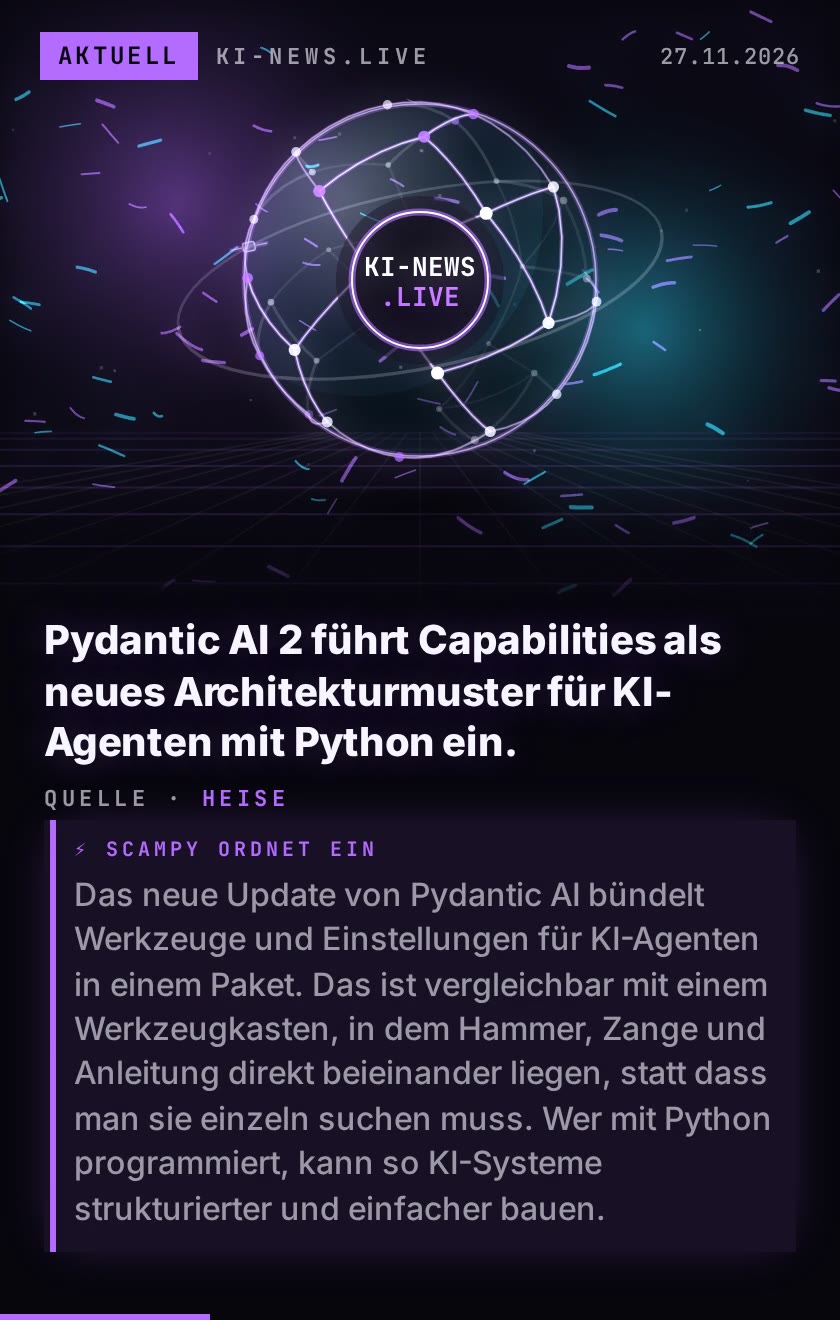 AKTUELL KI-NEWS.LIVE 27.11.2026
KI-NEWS
.LIVE
Pydantic AI 2 führt Capabilities als
neues Architekturmuster für KI-
Agenten mit Python ein.
QUELLE · HEISE
⚡ SCAMPY ORDNET EIN
Das neue Update von Pydantic AI bündelt
Werkzeuge und Einstellungen für KI-Agenten
in einem Paket. Das ist vergleichbar mit einem
Werkzeugkasten, in dem Hammer, Zange und
Anleitung direkt beieinander liegen, statt dass
man sie einzeln suchen muss. Wer mit Python
programmiert, kann so KI-Systeme
strukturierter und einfacher bauen.